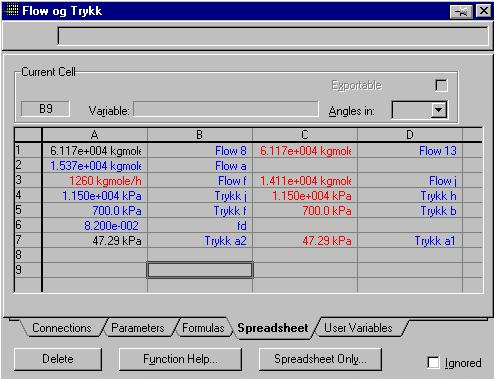 Flow og Trykk
Current Cell
Exportable
B9 Variable: Angles in:
A B C D
1 6.117e+004 kgmole Flow 8 6.117e+004 kgmole Flow 13
2 1.537e+004 kgmole Flow a
3 1260 kgmole/h Flow f 1.411e+004 kgmole Flow j
4 1.150e+004 kPa Trykk j 1.150e+004 kPa Trykk h
5 700.0 kPa Trykk f 700.0 kPa Trykk b
6 8.200e-002 fd
7 47.29 kPa Trykk a2 47.29 kPa Trykk a1
8
9
Connections Parameters Formulas Spreadsheet User Variables
Delete Function Help... Spreadsheet Only... Ignored